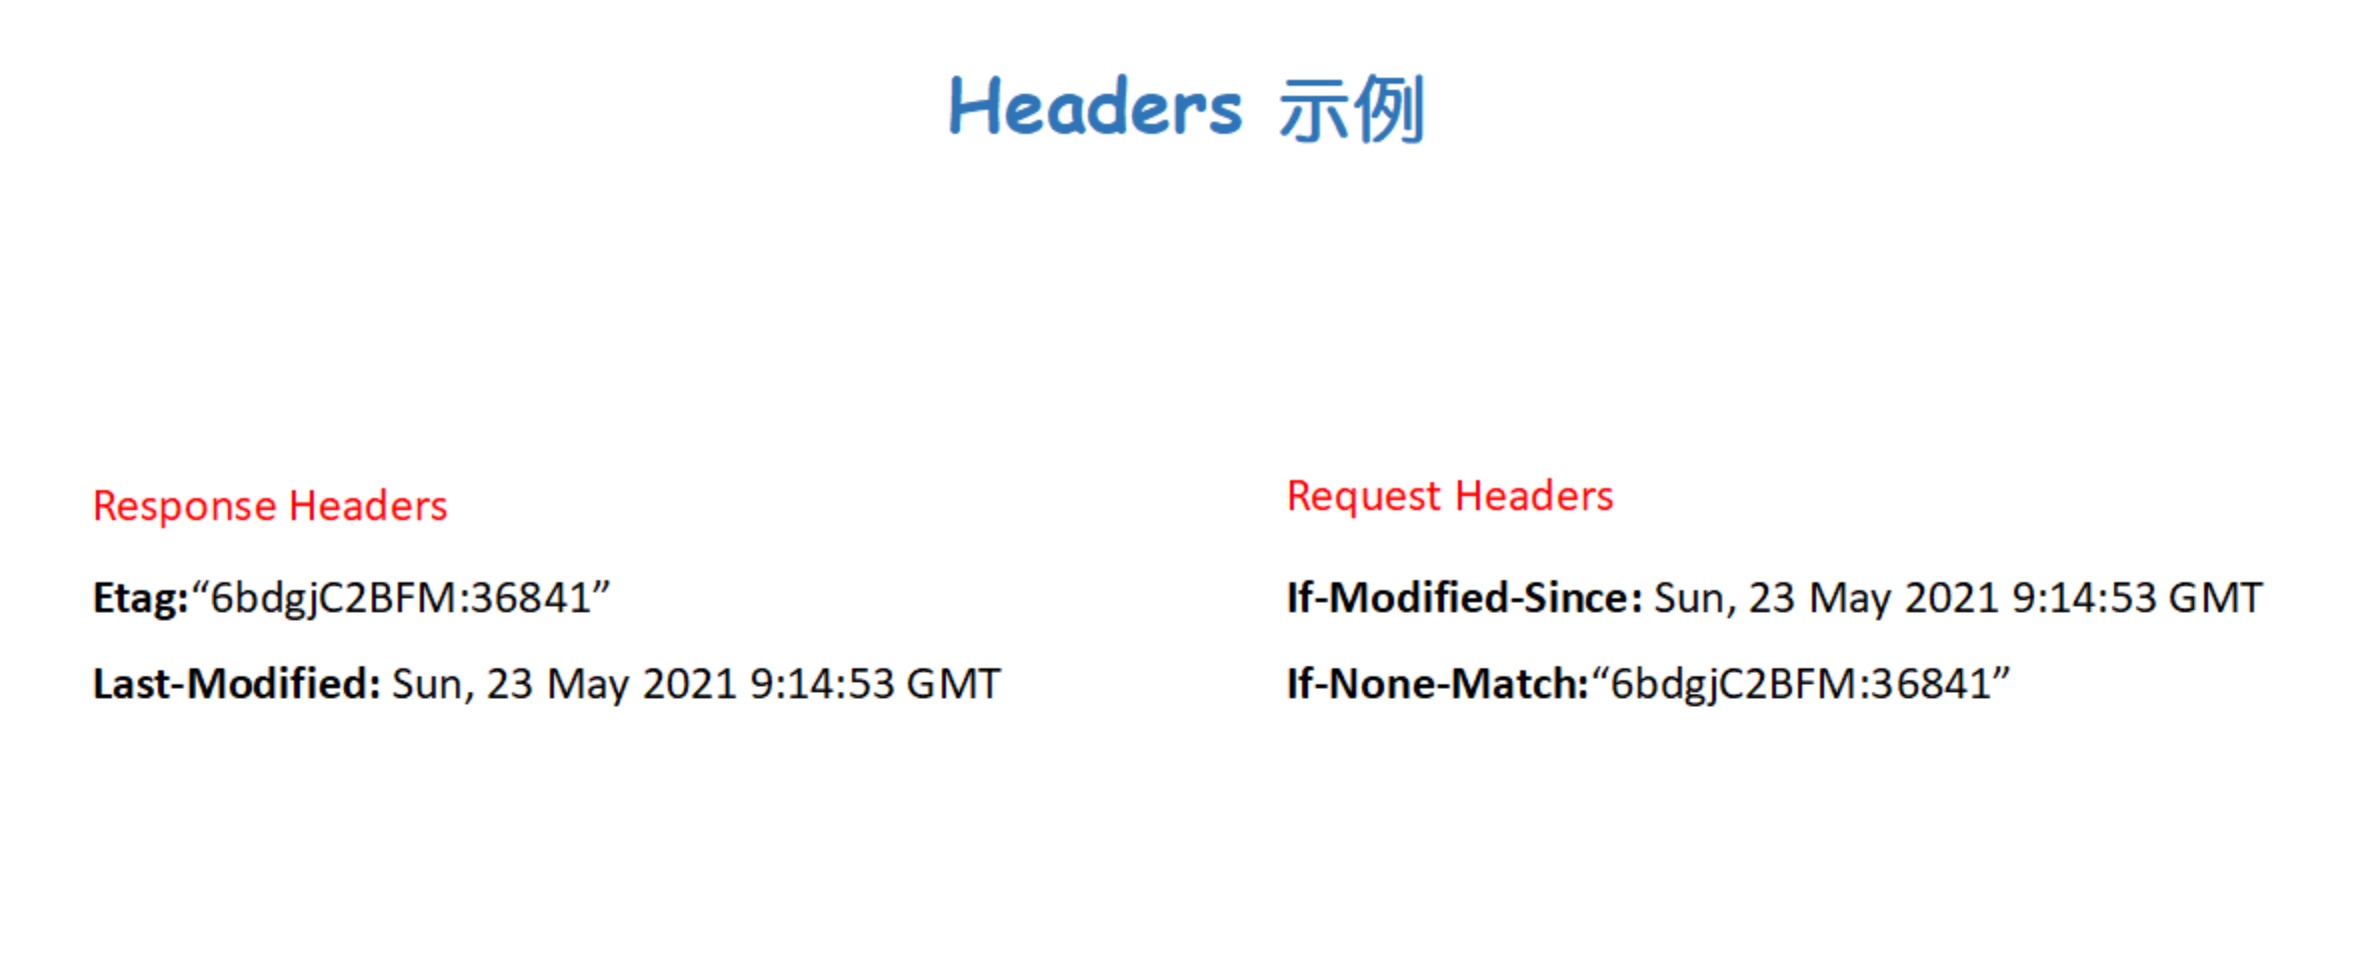 Headers 示例
Response Headers
Etag:“6bdgjC2BFM:36841”
Last-Modified: Sun, 23 May 2021 9:14:53 GMT
Request Headers
If-Modified-Since: Sun, 23 May 2021 9:14:53 GMT
If-None-Match:“6bdgjC2BFM:36841”